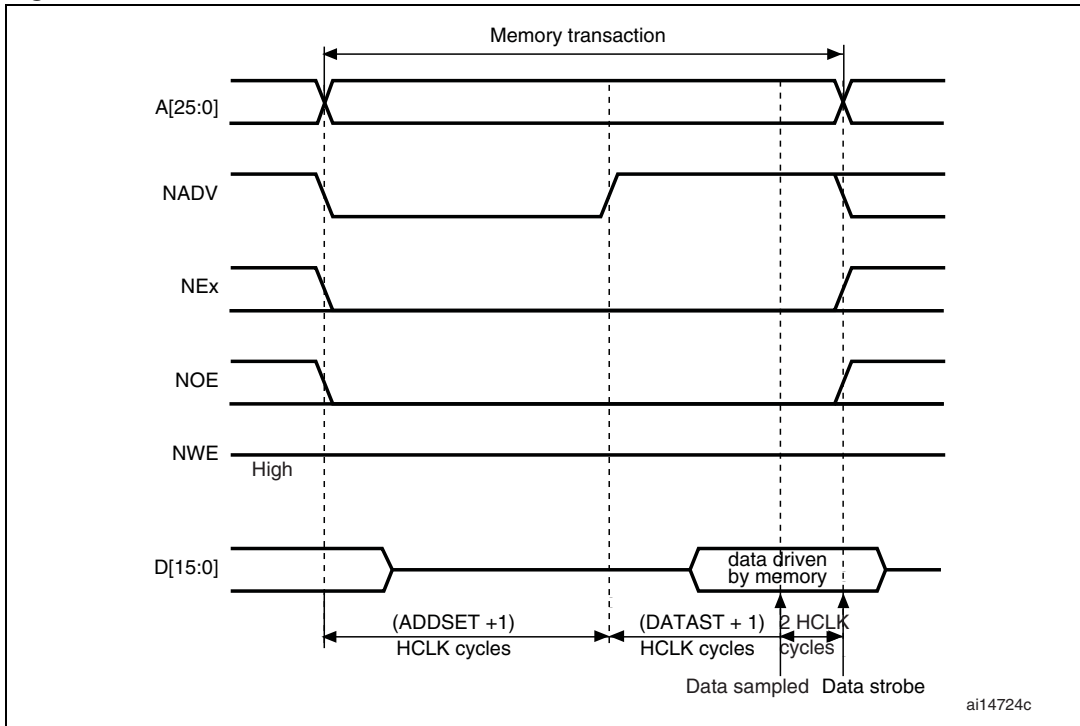 Memory transaction
A[25:0]
NADV
NEx
NOE
NWE
High
D[15:0]
data driven
by memory
(ADDSET +1)
HCLK cycles
(DATAST + 1)
HCLK cycles
2 HCLK
cycles
Data sampled
Data strobe
ai14724c